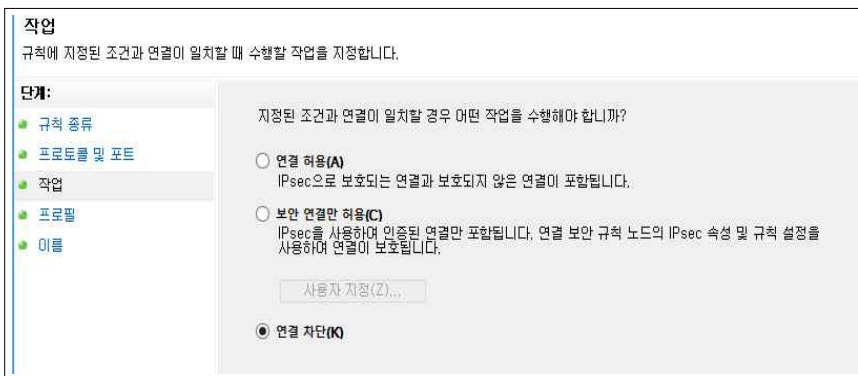 작업
규칙에 지정된 조건과 연결이 일치할 때 수행할 작업을 지정합니다.
단계:
규칙 종류
프로토콜 및 포트
작업
프로필
이름
지정된 조건과 연결이 일치할 경우 어떤 작업을 수행해야 합니까?
연결 허용(A)
IPsec으로 보호되는 연결과 보호되지 않은 연결이 포함됩니다.
보안 연결만 허용(C)
IPsec을 사용하여 인증된 연결만 포함됩니다. 연결 보안 규칙 노드의 IPsec 속성 및 규칙 설정을
사용하여 연결이 보호됩니다.
사용자 지정(Z)...
연결 차단(K)